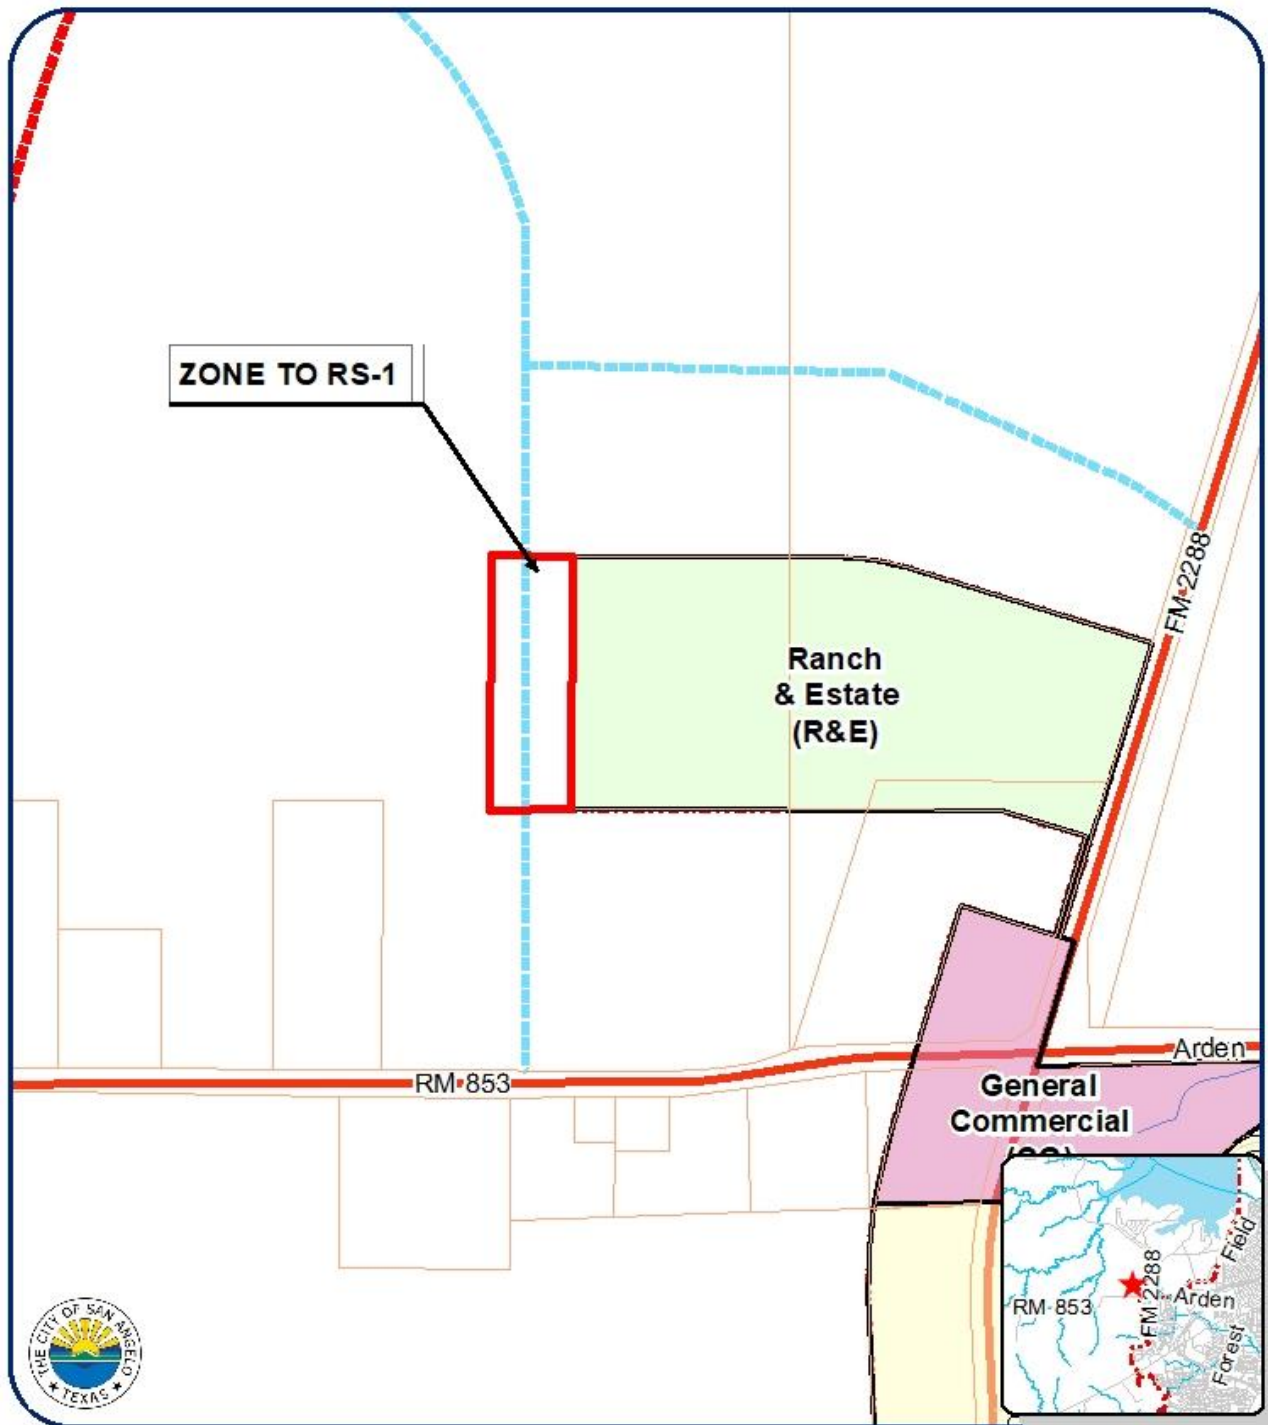 ZONE TO RS-1
FM 2288
Ranch
& Estate
(R&E)
Arden
RM 853
General
Commercial
THE CITY OF SAN ANGELO
TEXAS
RM 853
FM 2288
Arden
Field
Forest